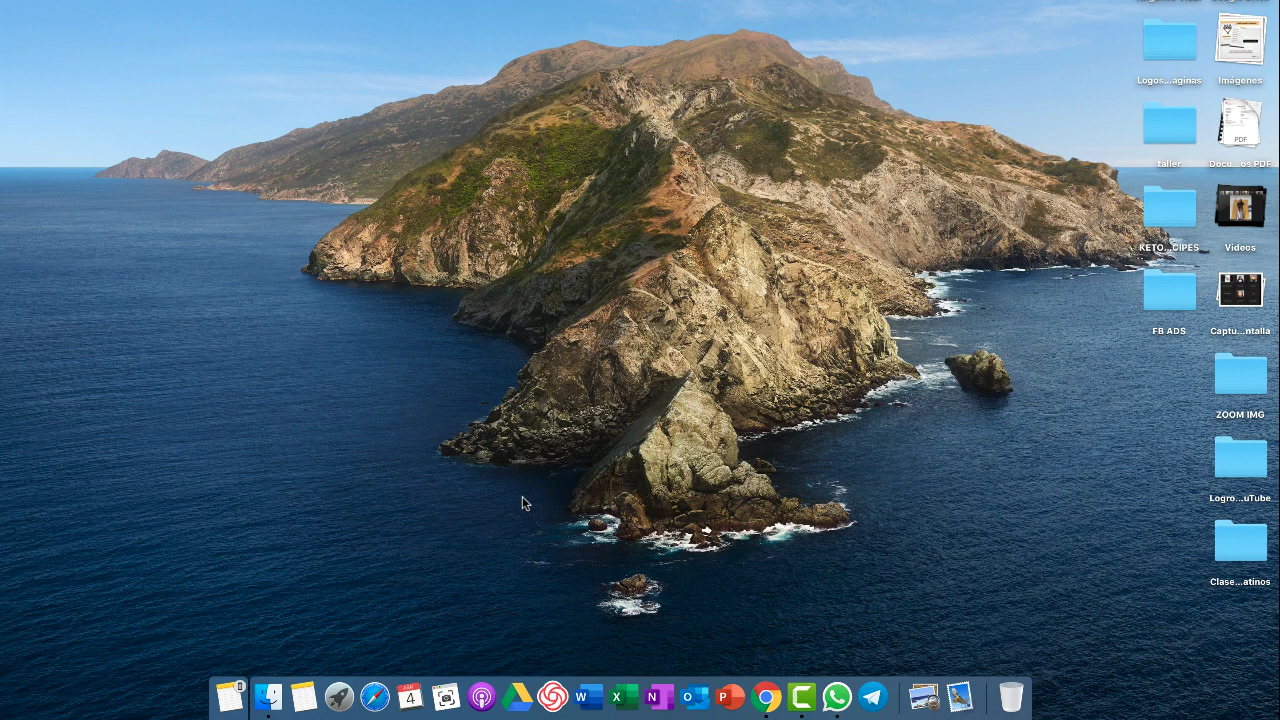 Logos...aginas
Imágenes
PDF
taller
Docu...os PDF
KETO...CIPES
Videos
FB ADS
Captu...ntalla
ZOOM IMG
Logro...uTube
Clase...atinos
4
W
X
N
O
P
C